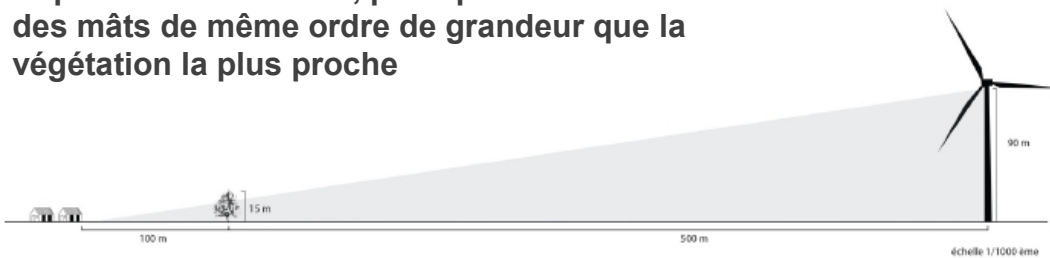 des mâts de même ordre de grandeur que la
végétation la plus proche
90 m
15 m
100 m
500 m
échelle 1/1000 ème